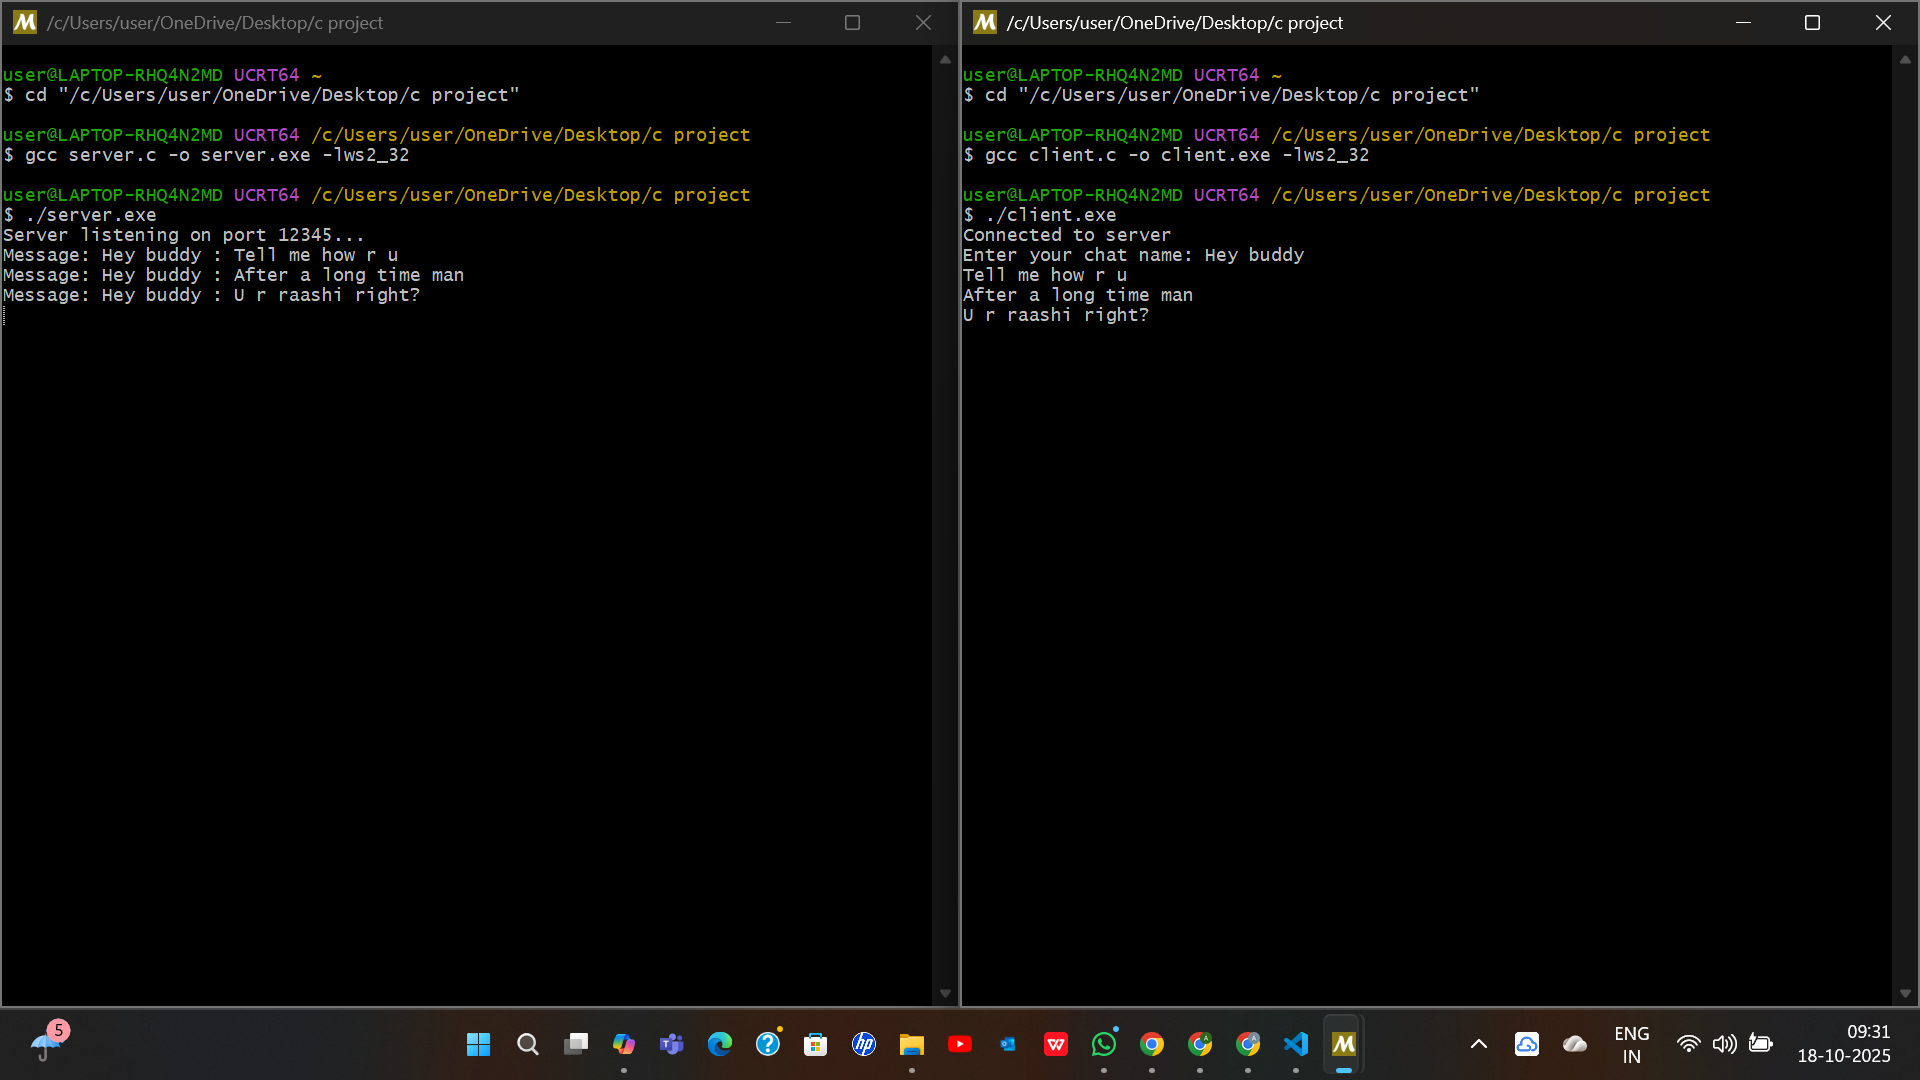 /c/Users/user/OneDrive/Desktop/c project
user@LAPTOP-RHQ4N2MD UCRT64 ~
$ cd "/c/Users/user/OneDrive/Desktop/c project"
user@LAPTOP-RHQ4N2MD UCRT64 /c/Users/user/OneDrive/Desktop/c project
$ gcc server.c -o server.exe -lws2_32
user@LAPTOP-RHQ4N2MD UCRT64 /c/Users/user/OneDrive/Desktop/c project
$ ./server.exe
Server listening on port 12345...
Message: Hey buddy : Tell me how r u
Message: Hey buddy : After a long time man
Message: Hey buddy : U r raashi right?
/c/Users/user/OneDrive/Desktop/c project
user@LAPTOP-RHQ4N2MD UCRT64 ~
$ cd "/c/Users/user/OneDrive/Desktop/c project"
user@LAPTOP-RHQ4N2MD UCRT64 /c/Users/user/OneDrive/Desktop/c project
$ gcc client.c -o client.exe -lws2_32
user@LAPTOP-RHQ4N2MD UCRT64 /c/Users/user/OneDrive/Desktop/c project
$ ./client.exe
Connected to server
Enter your chat name: Hey buddy
Tell me how r u
After a long time man
U r raashi right?
5
hp
ENG
IN
09:31
18-10-2025